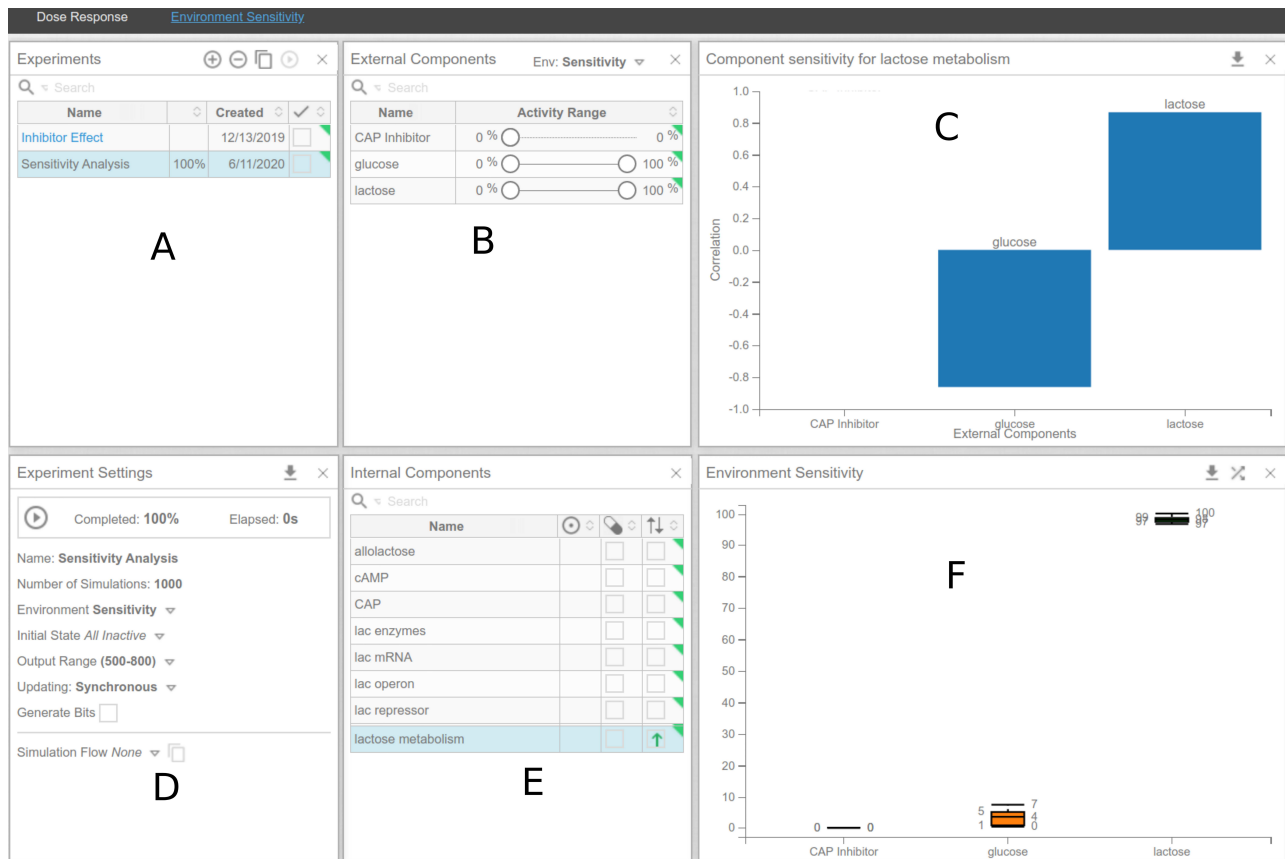 Dose Response Environment Sensitivity
Experiments
Search
Name Created
Inhibitor Effect 12/13/2019
Sensitivity Analysis 100% 6/11/2020
A
External Components Env: Sensitivity
Search
Name Activity Range
CAP Inhibitor 0 % 0 %
glucose 0 % 100 %
lactose 0 % 100 %
B
Component sensitivity for lactose metabolism
C
Correlation
1.0
0.8
0.6
0.4
0.2
0.0
-0.2
-0.4
-0.6
-0.8
-1.0
lactose
glucose
CAP Inhibitor glucose lactose
External Components
Experiment Settings
Completed: 100% Elapsed: 0s
Name: Sensitivity Analysis
Number of Simulations: 1000
Environment Sensitivity
Initial State All Inactive
Output Range (500-800)
Updating: Synchronous
Generate Bits
Simulation Flow None
D
Internal Components
Search
Name
allolactose
cAMP
CAP
lac enzymes
lac mRNA
lac operon
lac repressor
lactose metabolism
E
Environment Sensitivity
F
100
90
80
70
60
50
40
30
20
10
0
0 0
5 7
4
1 0
99 100
97 97
CAP Inhibitor glucose lactose